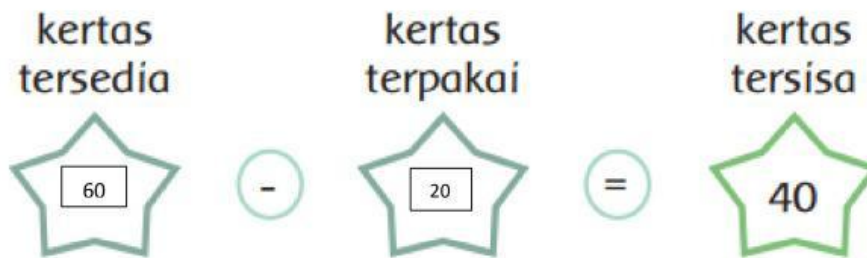 kertas tersedia
kertas terpakai
kertas tersisa
60 - 20 = 40